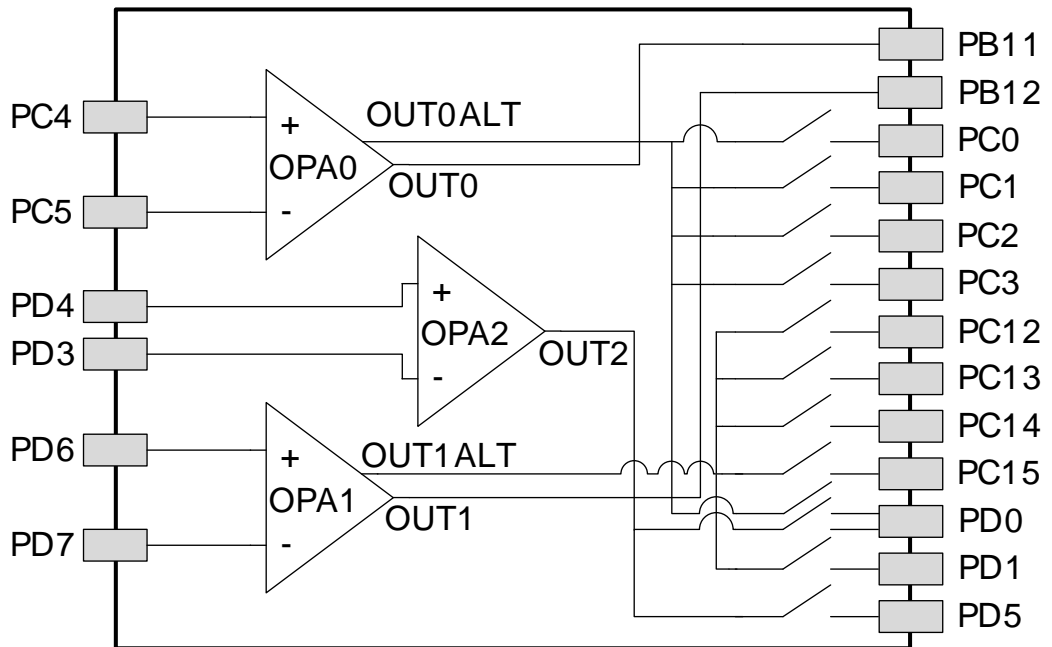 PC4
PC5
PD4
PD3
PD6
PD7
+
OPA0
-
OUT0ALT
OUT0
+
OPA2
-
OUT2
+
OPA1
-
OUT1ALT
OUT1
PB11
PB12
PC0
PC1
PC2
PC3
PC12
PC13
PC14
PC15
PD0
PD1
PD5